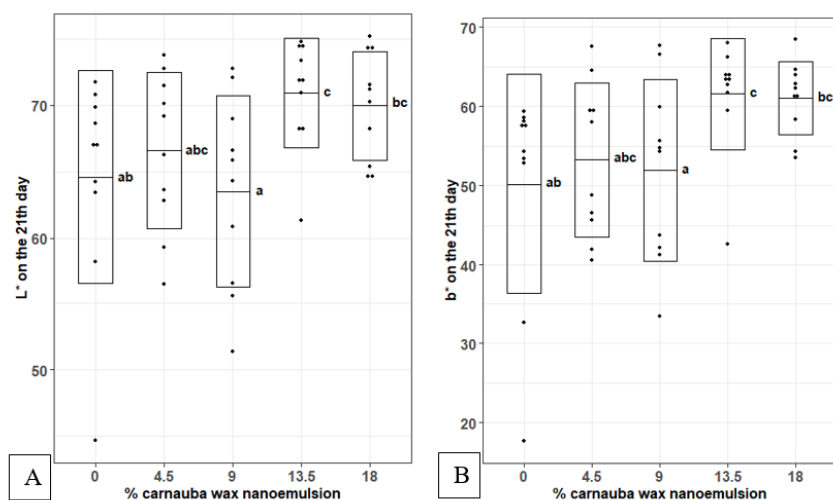 L* on the 21th day
70
60
50
ab
abc
a
c
bc
0
4.5
9
13.5
18
% carnauba wax nanoemulsion
A
b* on the 21th day
70
60
50
40
30
20
ab
abc
a
c
bc
0
4.5
9
13.5
18
% carnauba wax nanoemulsion
B